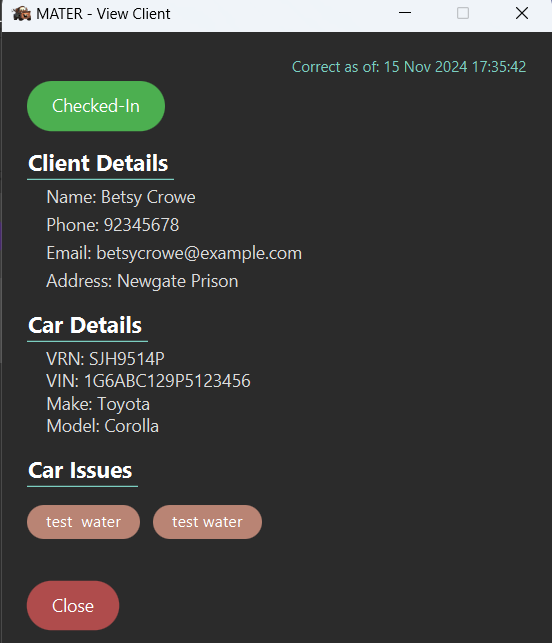 MATER - View Client
Correct as of: 15 Nov 2024 17:35:42
Checked-In
Client Details
Name: Betsy Crowe
Phone: 92345678
Email: betsycrowe@example.com
Address: Newgate Prison
Car Details
VRN: SJH9514P
VIN: 1G6ABC129P5123456
Make: Toyota
Model: Corolla
Car Issues
test  water test water
Close